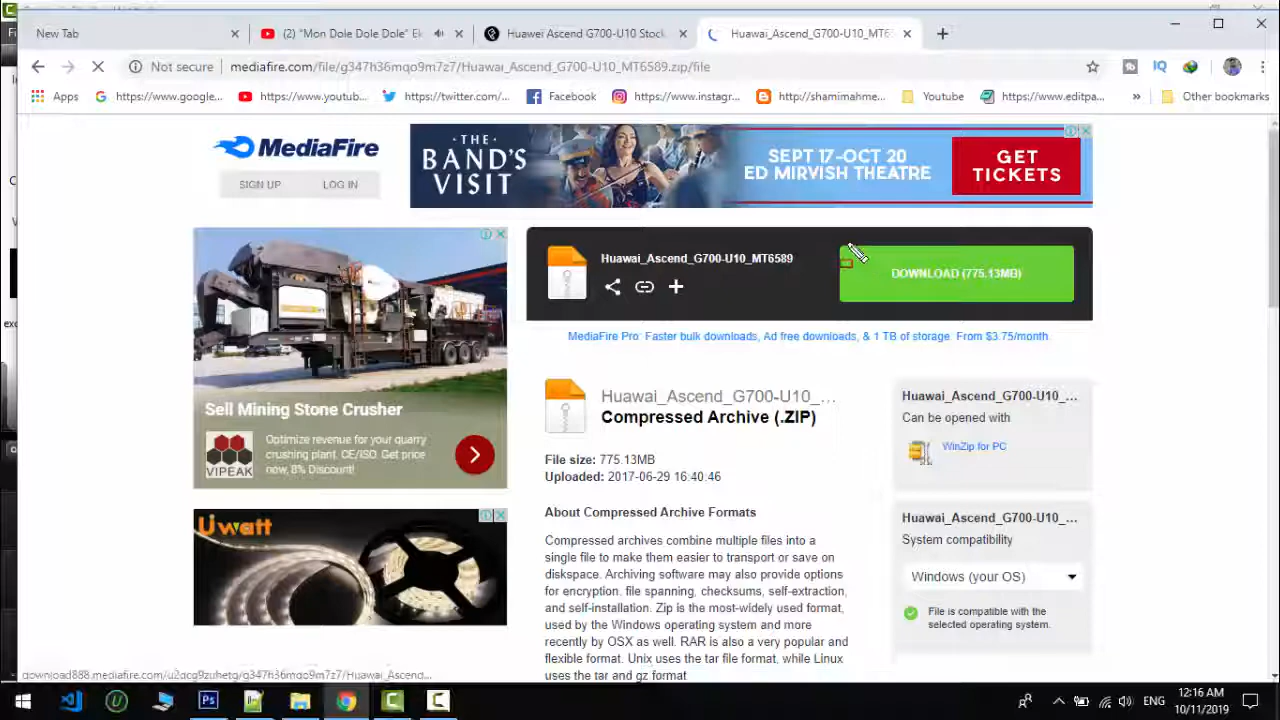 New Tab
(2) "Mon Dole Dole Dole" Ek
Huawei Ascend G700-U10 Stock
Huawai_Ascend_G700-U10_MT65
Not secure
mediafire.com/file/g347h36mqo9m7z7/Huawai_Ascend_G700-U10_MT6589.zip/file
Apps
https://www.google...
https://www.youtub...
https://twitter.com/...
Facebook
https://www.instagr...
http://shamimahme...
Youtube
https://www.editpa...
Other bookmarks
MediaFire
SIGN UP
LOG IN
·THE·
BAND'S
VISIT
SEPT 17-OCT 20
ED MIRVISH THEATRE
GET
TICKETS
Huawai_Ascend_G700-U10_MT6589
DOWNLOAD (775.13MB)
MediaFire Pro: Faster bulk downloads, Ad free downloads, & 1 TB of storage. From $3.75/month.
Sell Mining Stone Crusher
Optimize revenue for your quarry
crushing plant. CE/ISO. Get price
now, 8% Discount!
VIPEAK
Uwatt
Huawai_Ascend_G700-U10_...
Compressed Archive (.ZIP)
File size: 775.13MB
Uploaded: 2017-06-29 16:40:46
About Compressed Archive Formats
Compressed archives combine multiple files into a
single file to make them easier to transport or save on
diskspace. Archiving software may also provide options
for encryption, file spanning, checksums, self-extraction,
and self-installation. Zip is the most-widely used format,
used by the Windows operating system and more
recently by OSX as well. RAR is also a very popular and
flexible format. Unix uses the tar file format, while Linux
uses the tar and gz format
Huawai_Ascend_G700-U10_...
Can be opened with
WinZip for PC
Huawai_Ascend_G700-U10_...
System compatibility
Windows (your OS)
File is compatible with the
selected operating system.
ENG
12:16 AM
10/11/2019